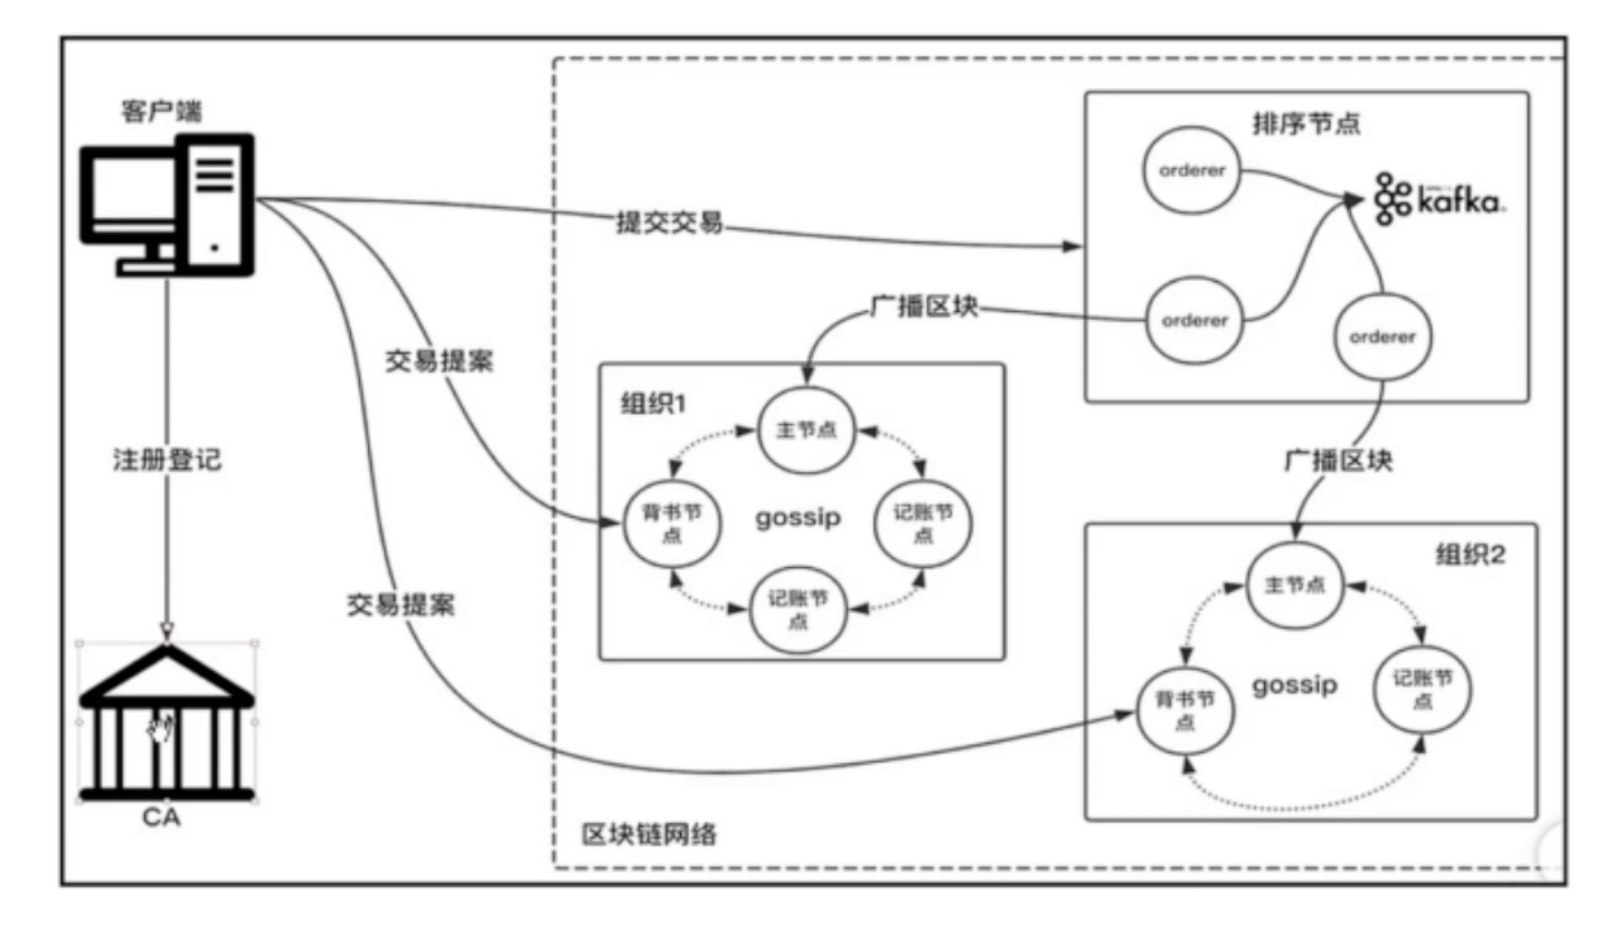 客户端
排序节点
orderer
kafka
提交交易
广播区块
orderer
orderer
交易提案
组织1
主节点
广播区块
注册登记
背书节
点
gossip
记账节
点
组织2
主节点
交易提案
记账节
点
gossip
背书节
点
记账节
点
CA
区块链网络